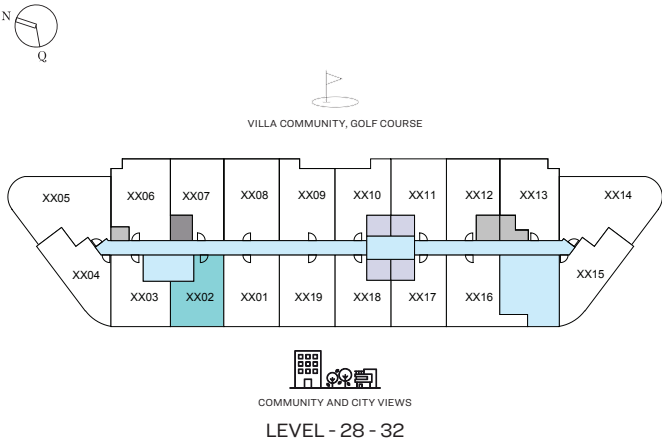 N
Q
VILLA COMMUNITY, GOLF COURSE
XX05
XX06
XX07
XX08
XX09
XX10
XX11
XX12
XX13
XX14
XX04
XX03
XX02
XX01
XX19
XX18
XX17
XX16
XX15
COMMUNITY AND CITY VIEWS
LEVEL - 28 - 32